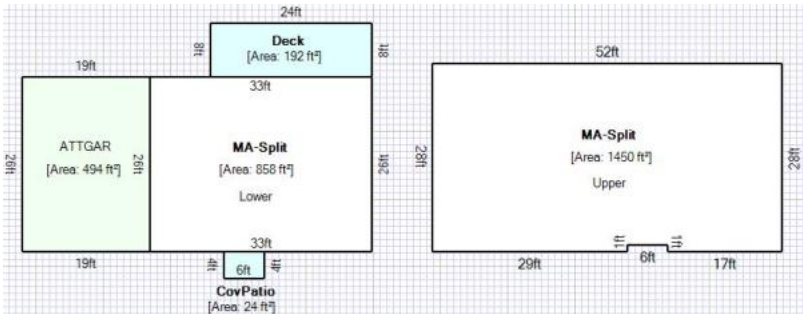 24ft
8ft
Deck
[Area: 192 ft²]
8ft
19ft
33ft
26ft
ATTGAR
[Area: 494 ft²]
26ft
MA-Split
[Area: 858 ft²]
Lower
26ft
19ft
33ft
4ft
6ft
4ft
CovPatio
[Area: 24 ft²]
52ft
28ft
MA-Split
[Area: 1450 ft²]
Upper
28ft
29ft
1ft
6ft
1ft
17ft